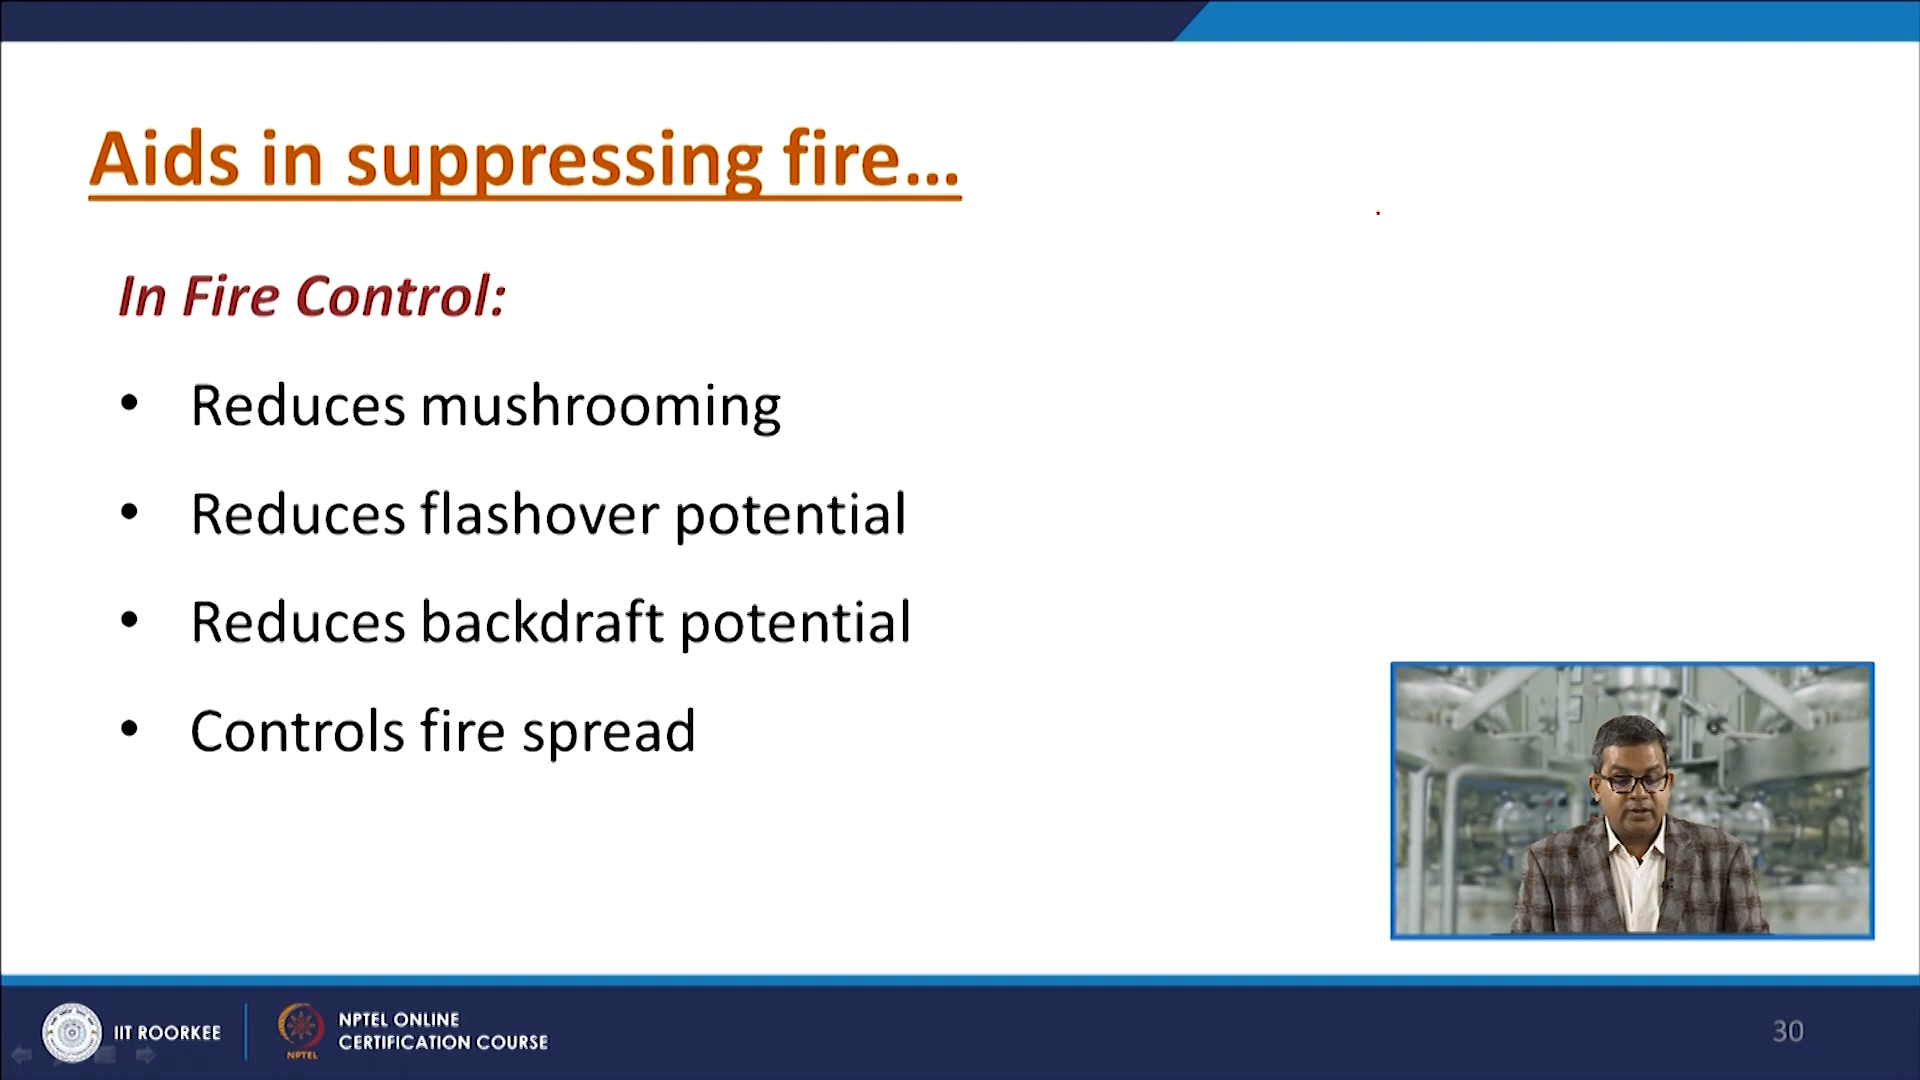 Aids in suppressing fire...
In Fire Control:
• Reduces mushrooming
• Reduces flashover potential
• Reduces backdraft potential
• Controls fire spread
IIT ROORKEE
NPTEL
NPTEL ONLINE
CERTIFICATION COURSE
30